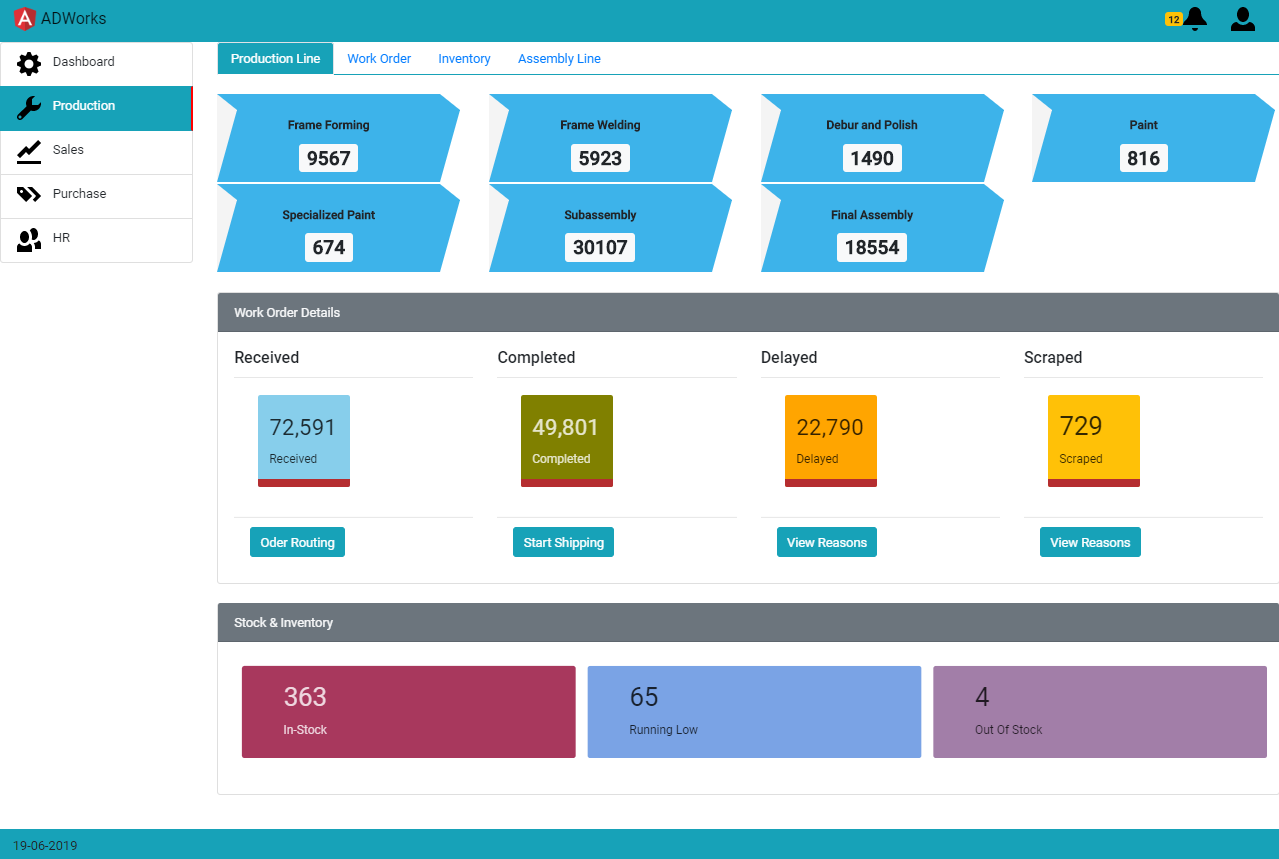 ADWorks
12
Dashboard
Production
Sales
Purchase
HR
Production Line Work Order Inventory Assembly Line
Frame Forming
9567
Frame Welding
5923
Debur and Polish
1490
Paint
816
Specialized Paint
674
Subassembly
30107
Final Assembly
18554
Work Order Details
Received
72,591
Received
Oder Routing
Completed
49,801
Completed
Start Shipping
Delayed
22,790
Delayed
View Reasons
Scraped
729
Scraped
View Reasons
Stock & Inventory
363
In-Stock
65
Running Low
4
Out Of Stock
19-06-2019